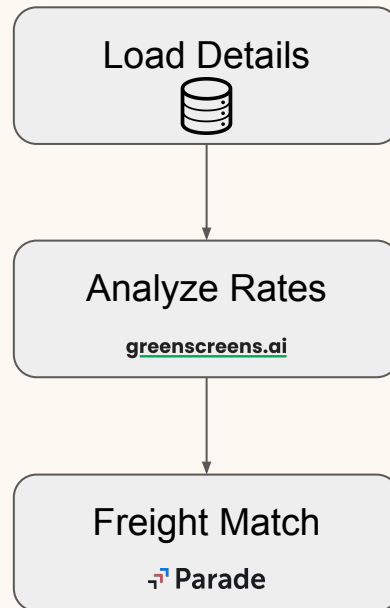 Load Details
Analyze Rates
greenscreens.ai
Freight Match
Parade